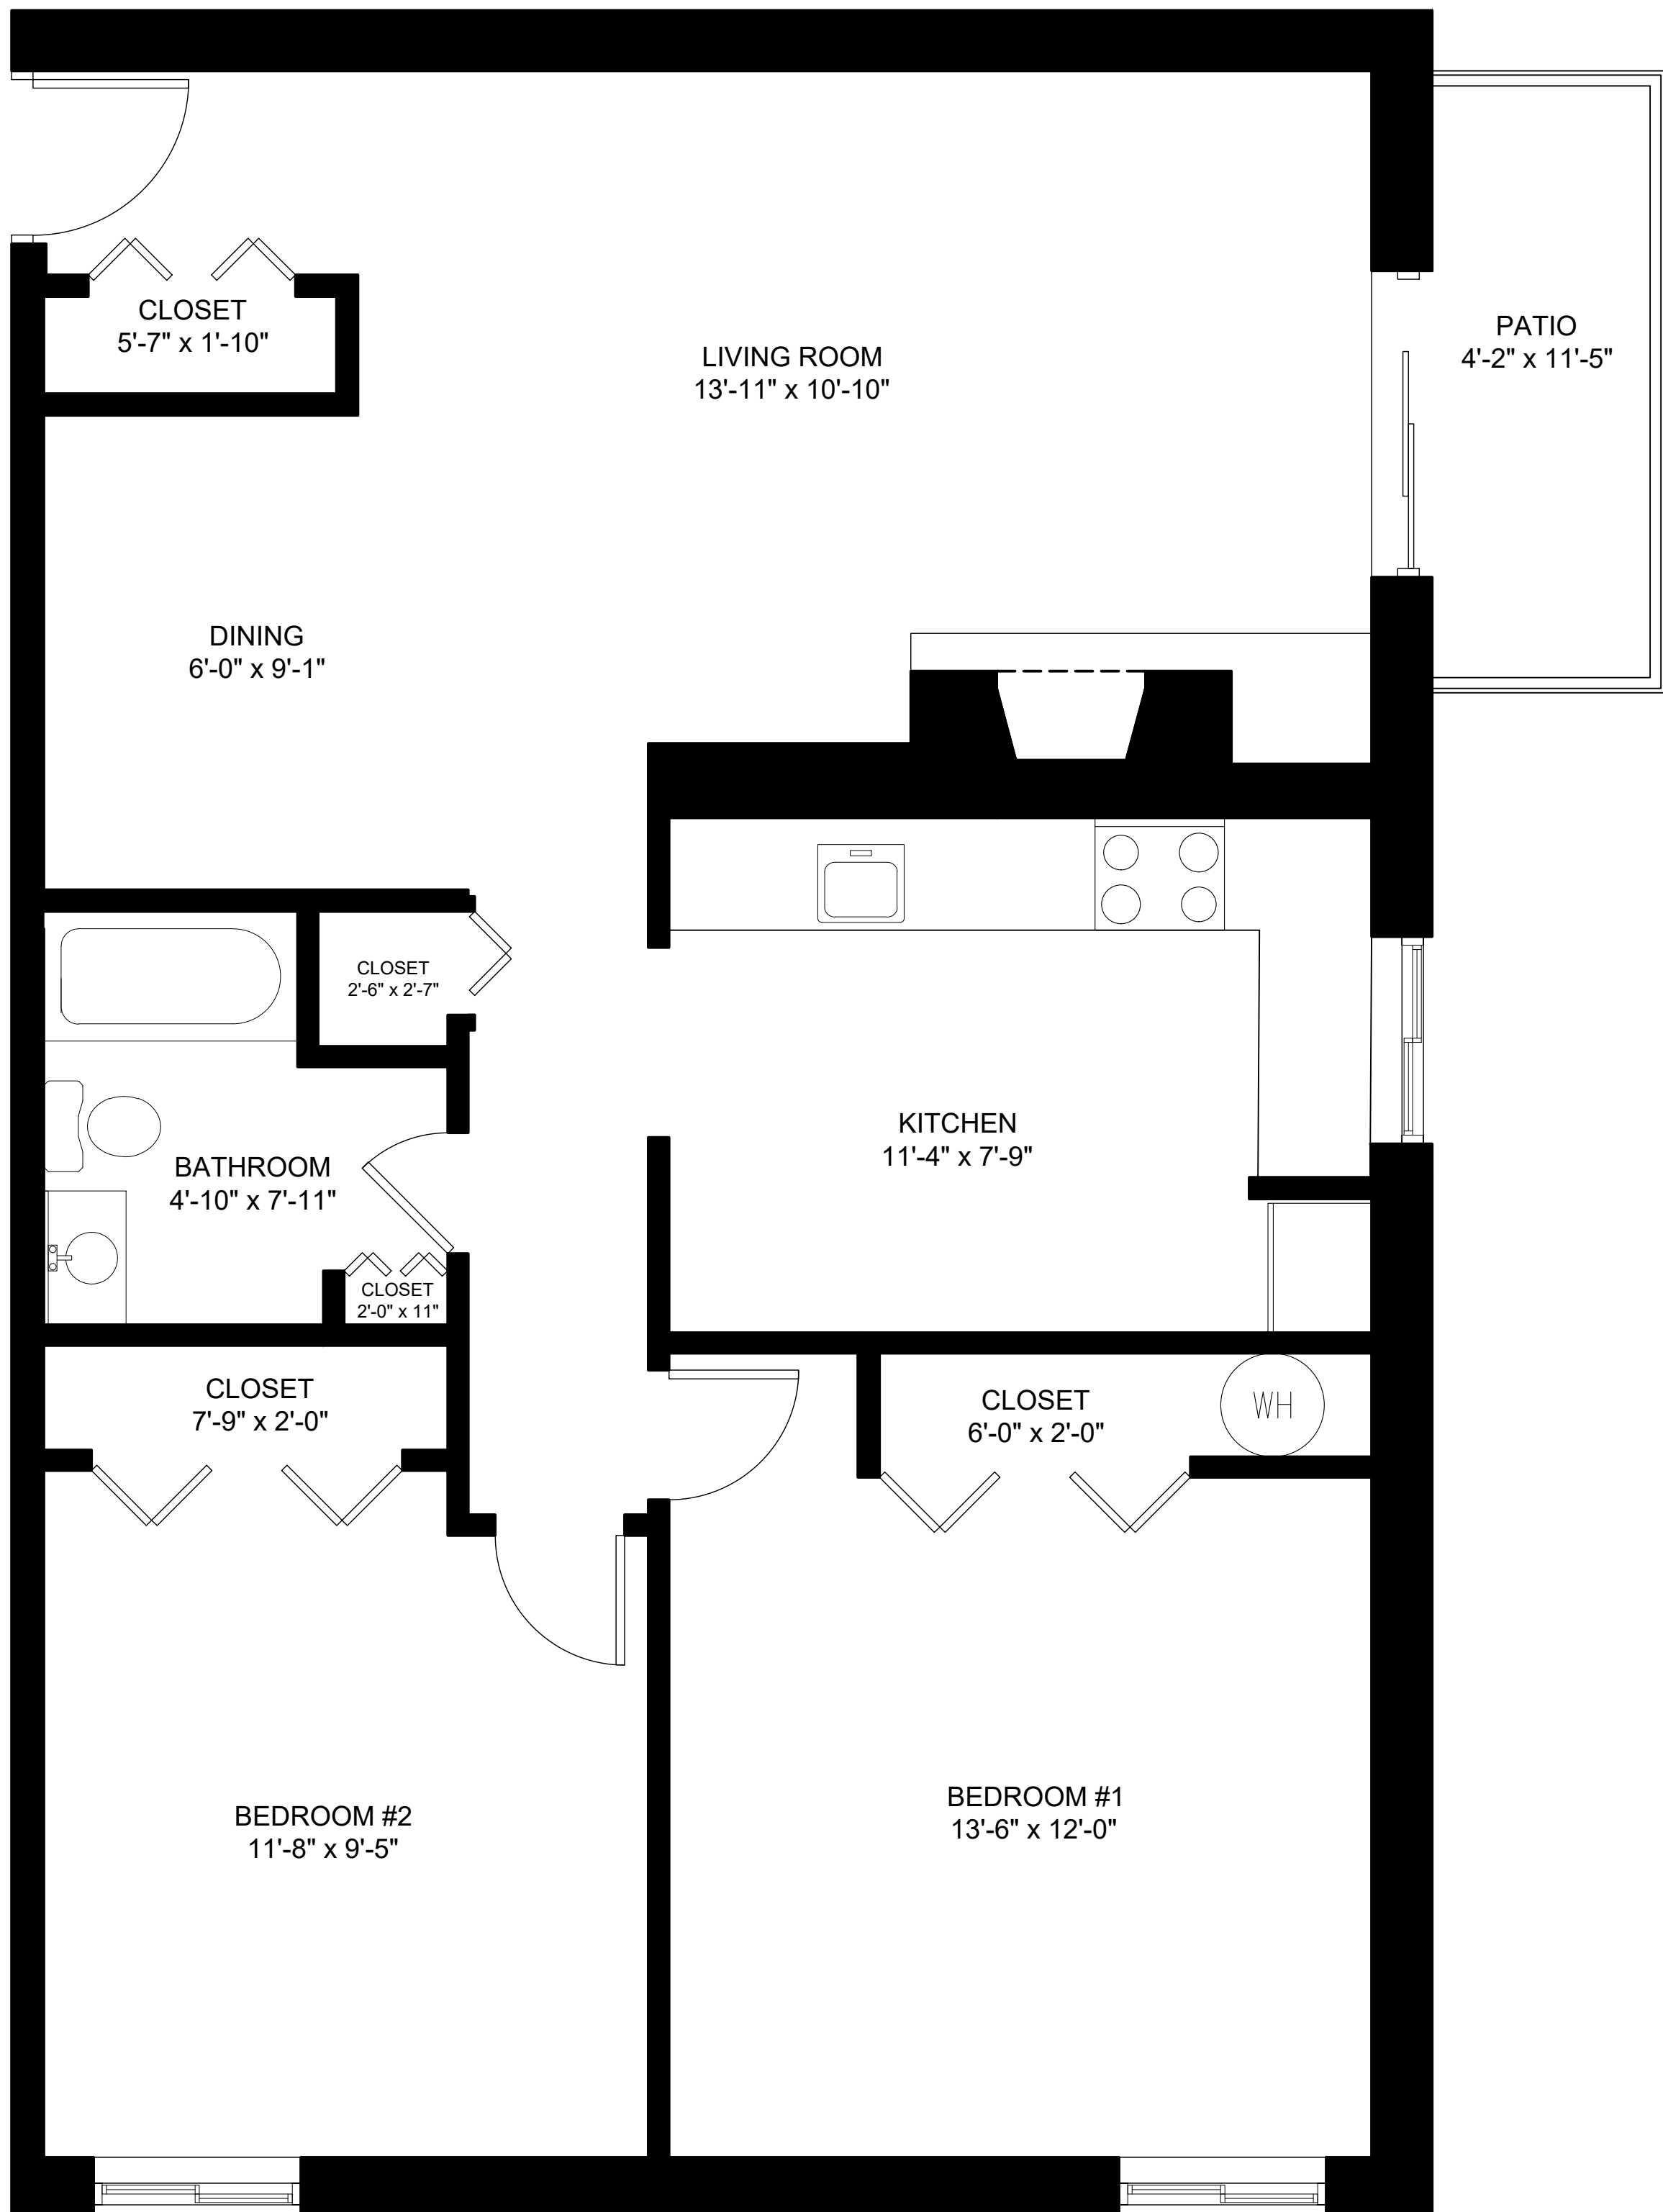 CLOSET
5'-7" x 1'-10"
LIVING ROOM
13'-11" x 10'-10"
PATIO
4'-2" x 11'-5"
DINING
6'-0" x 9'-1"
CLOSET
2'-6" x 2'-7"
KITCHEN
11'-4" x 7'-9"
BATHROOM
4'-10" x 7'-11"
CLOSET
2'-0" x 11"
CLOSET
7'-9" x 2'-0"
CLOSET
6'-0" x 2'-0"
WH
BEDROOM #2
11'-8" x 9'-5"
BEDROOM #1
13'-6" x 12'-0"